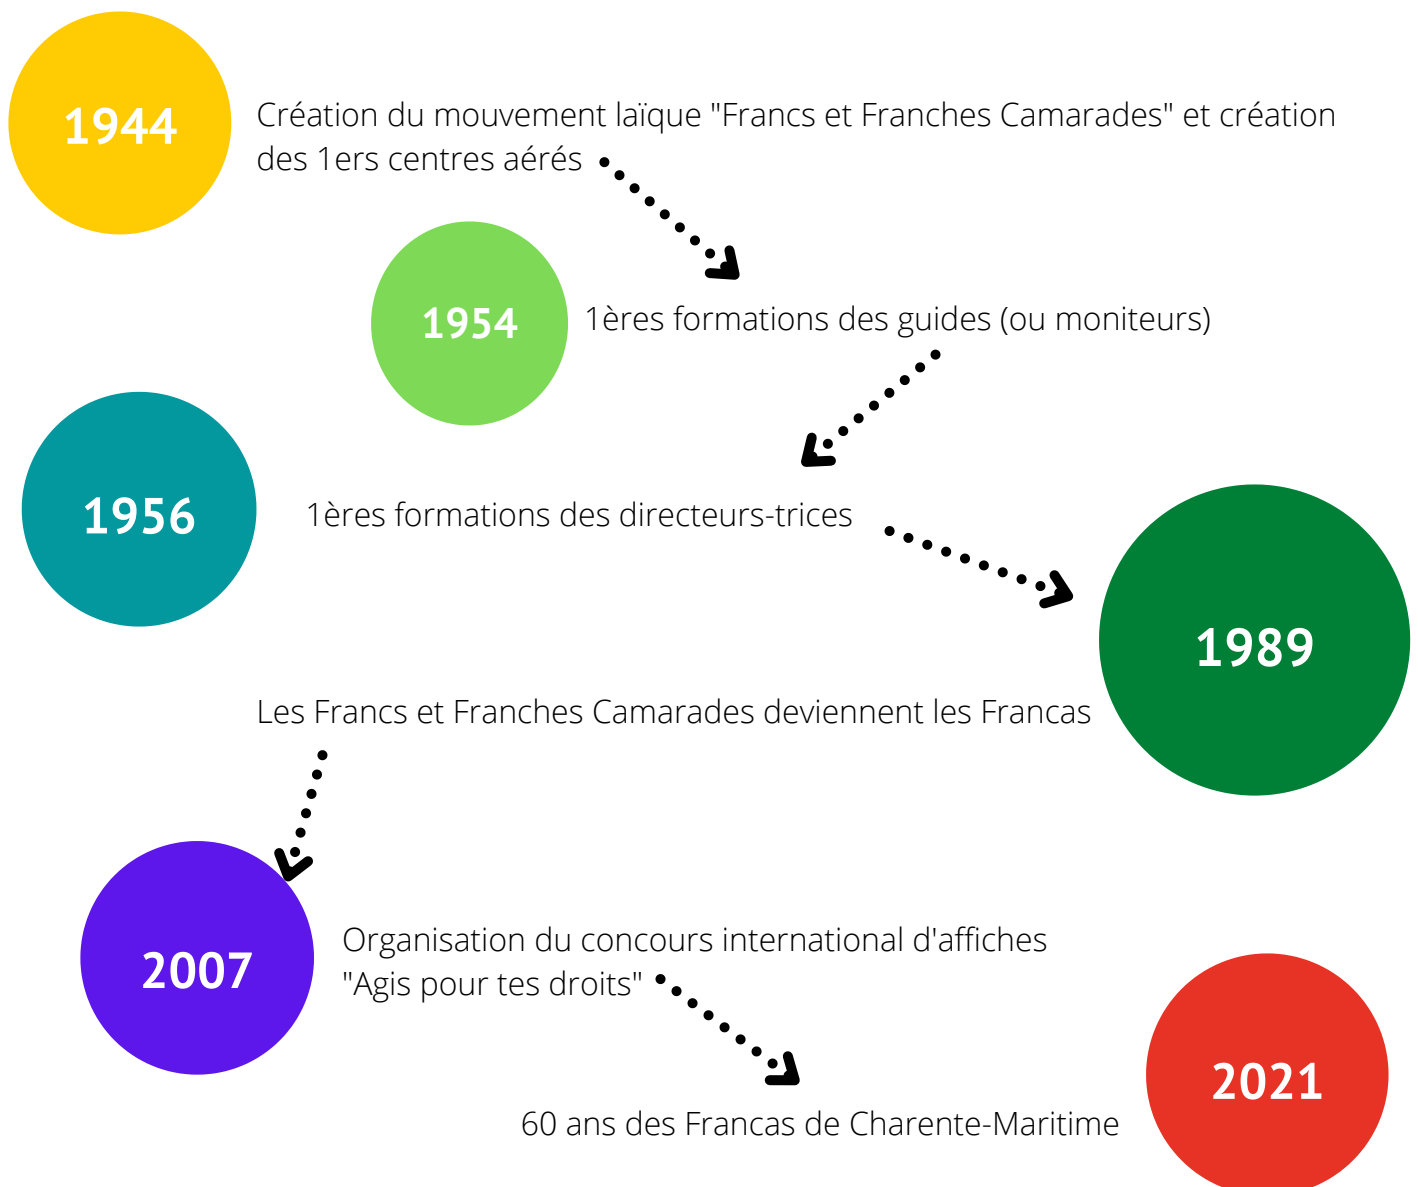 1944
Création du mouvement laïque "Francs et Franches Camarades" et création
des 1ers centres aérés
1954
1ères formations des guides (ou moniteurs)
1956
1ères formations des directeurs-trices
1989
Les Francs et Franches Camarades deviennent les Francas
2007
Organisation du concours international d'affiches
"Agis pour tes droits"
2021
60 ans des Francas de Charente-Maritime